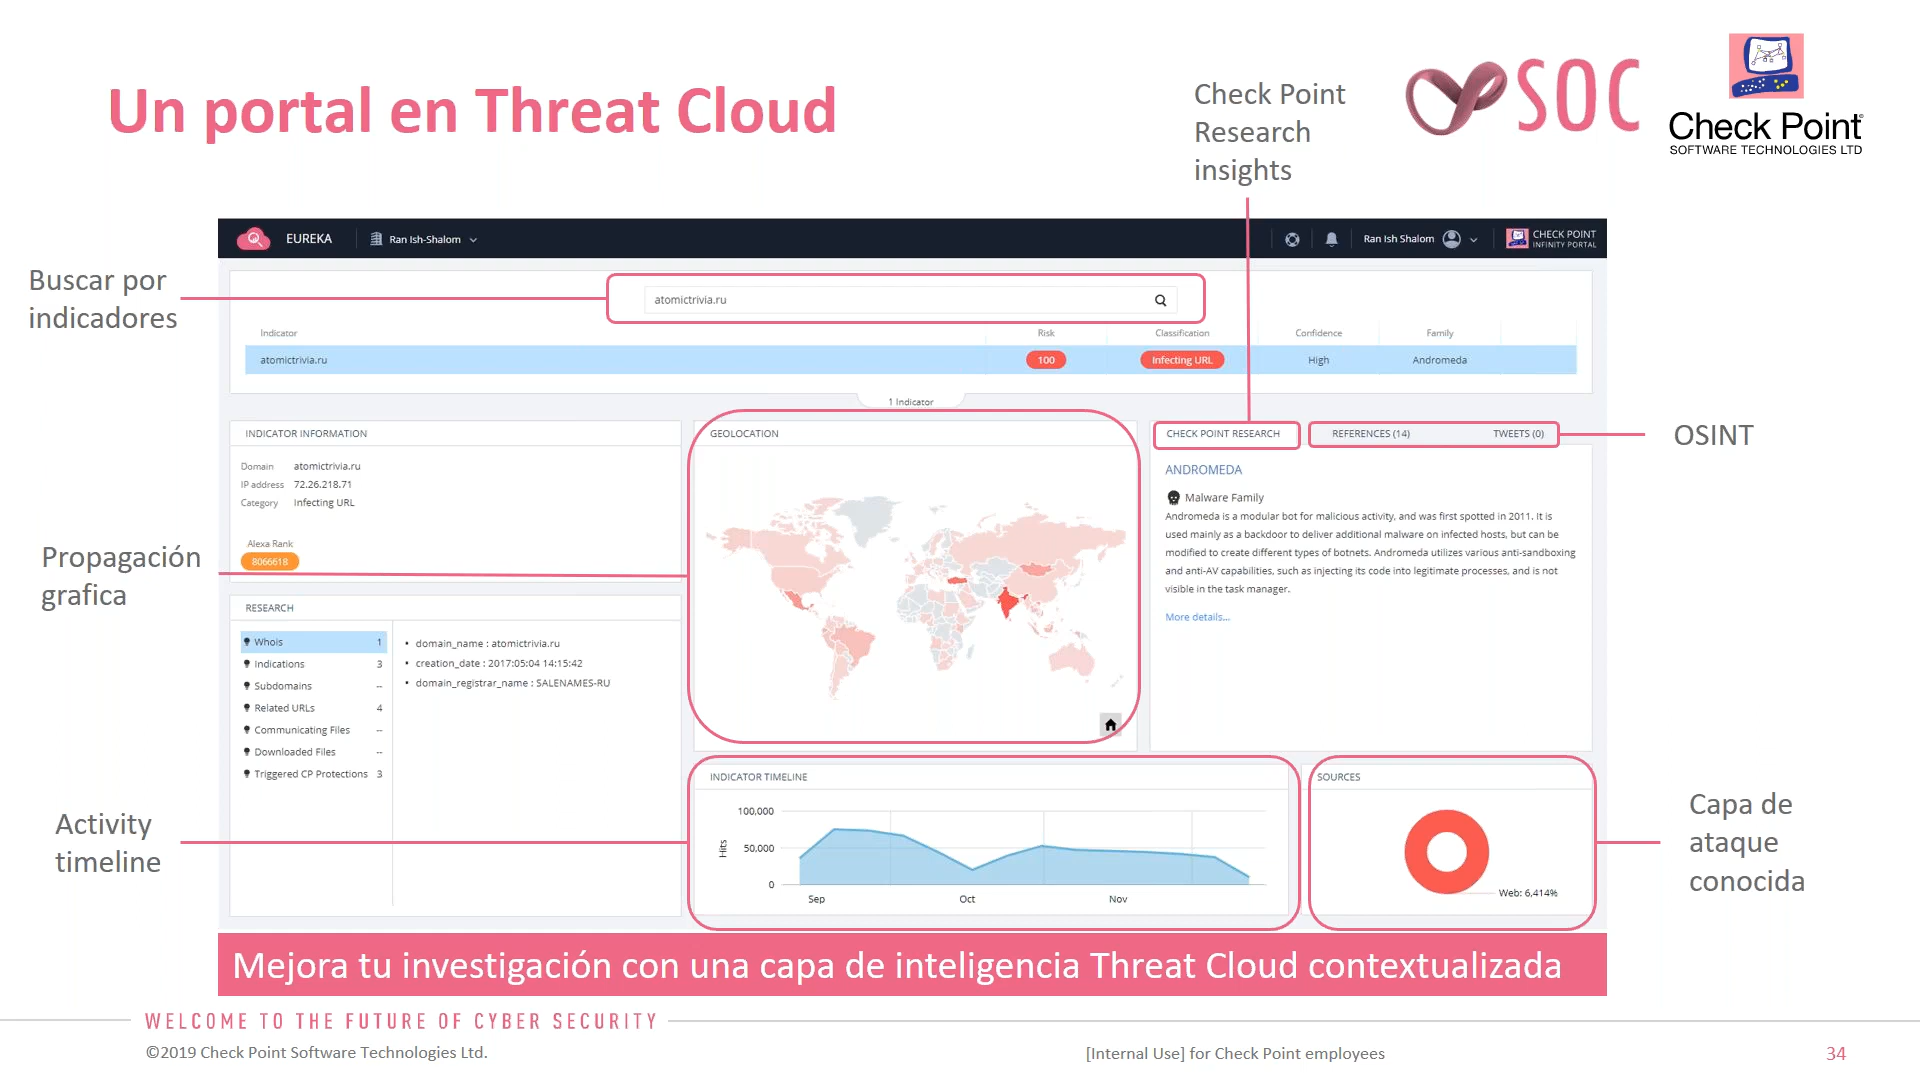 Un portal en Threat Cloud
Check Point
Research
insights
SOC
Check Point
SOFTWARE TECHNOLOGIES LTD
EUREKA
Ran Ish-Shalom
Ran Ish Shalom
CHECK POINT
INFINITY PORTAL
Buscar por
indicadores
atomictrivia.ru
Indicator Risk Classification Confidence Family
atomictrivia.ru 100 Infecting URL High Andromeda
1 Indicator
INDICATOR INFORMATION
Domain atomictrivia.ru
IP address 72.26.218.71
Category Infecting URL
Alexa Rank
8066618
GEOLOCATION
CHECK POINT RESEARCH
REFERENCES (14)
TWEETS (0)
OSINT
ANDROMEDA
Malware Family
Andromeda is a modular bot for malicious activity, and was first spotted in 2011. It is
used mainly as a backdoor to deliver additional malware on infected hosts, but can be
modified to create different types of botnets. Andromeda utilizes various anti-sandboxing
and anti-AV capabilities, such as injecting its code into legitimate processes, and is not
visible in the task manager.
More details...
Propagación
grafica
RESEARCH
Whois 1
Indications 3
Subdomains --
Related URLs 4
Communicating Files --
Downloaded Files --
Triggered CP Protections 3
• domain_name : atomictrivia.ru
• creation_date : 2017:05:04 14:15:42
• domain_registrar_name : SALENAMES-RU
Activity
timeline
INDICATOR TIMELINE
Hits
100,000
50,000
0
Sep Oct Nov
SOURCES
Web: 6,414%
Capa de
ataque
conocida
Mejora tu investigación con una capa de inteligencia Threat Cloud contextualizada
WELCOME TO THE FUTURE OF CYBER SECURITY
©2019 Check Point Software Technologies Ltd.
[Internal Use] for Check Point employees
34